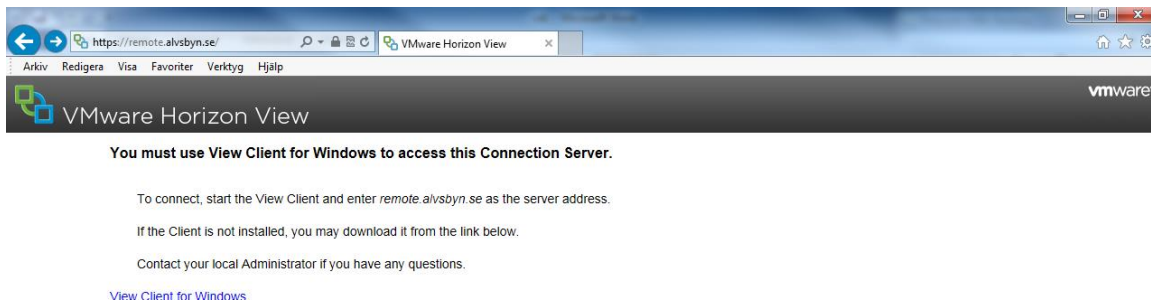 https://remote.alvsbyn.se/
VMware Horizon View
Arkiv Redigera Visa Favoriter Verktyg Hjälp
vmware
VMware Horizon View
You must use View Client for Windows to access this Connection Server.
To connect, start the View Client and enter remote.alvsbyn.se as the server address.
If the Client is not installed, you may download it from the link below.
Contact your local Administrator if you have any questions.
View Client for Windows